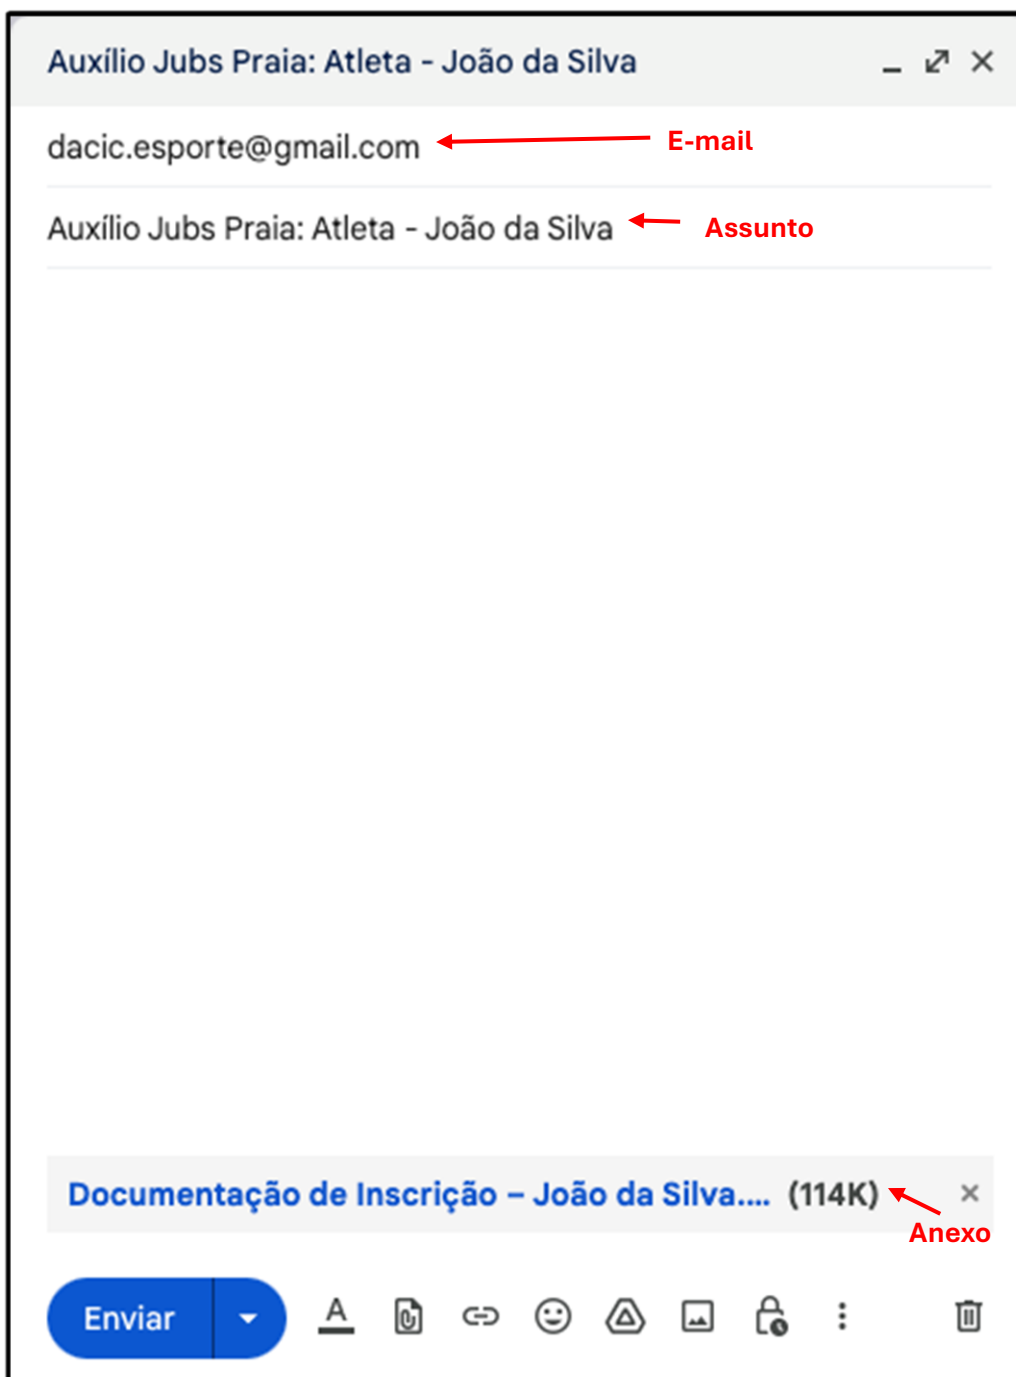 Auxílio Jubs Praia: Atleta - João da Silva
dacic.esporte@gmail.com E-mail
Auxílio Jubs Praia: Atleta - João da Silva Assunto
Documentação de Inscrição – João da Silva.... (114K)
Anexo
Enviar